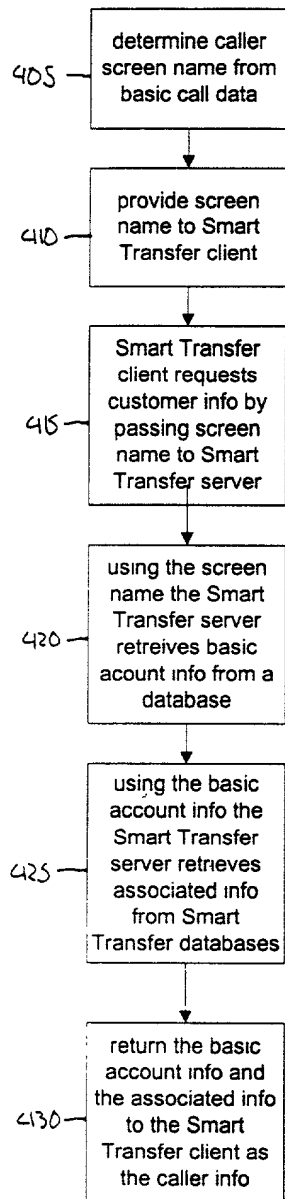 determine caller
screen name from
basic call data
405
provide screen
name to Smart
Transfer client
410
Smart Transfer
client requests
customer info by
passing screen
name to Smart
Transfer server
415
using the screen
name the Smart
Transfer server
retreives basic
acount info from a
database
420
using the basic
account info the
Smart Transfer
server retrieves
associated info
from Smart
Transfer databases
425
return the basic
account info and
the associated info
to the Smart
Transfer client as
the caller info
430